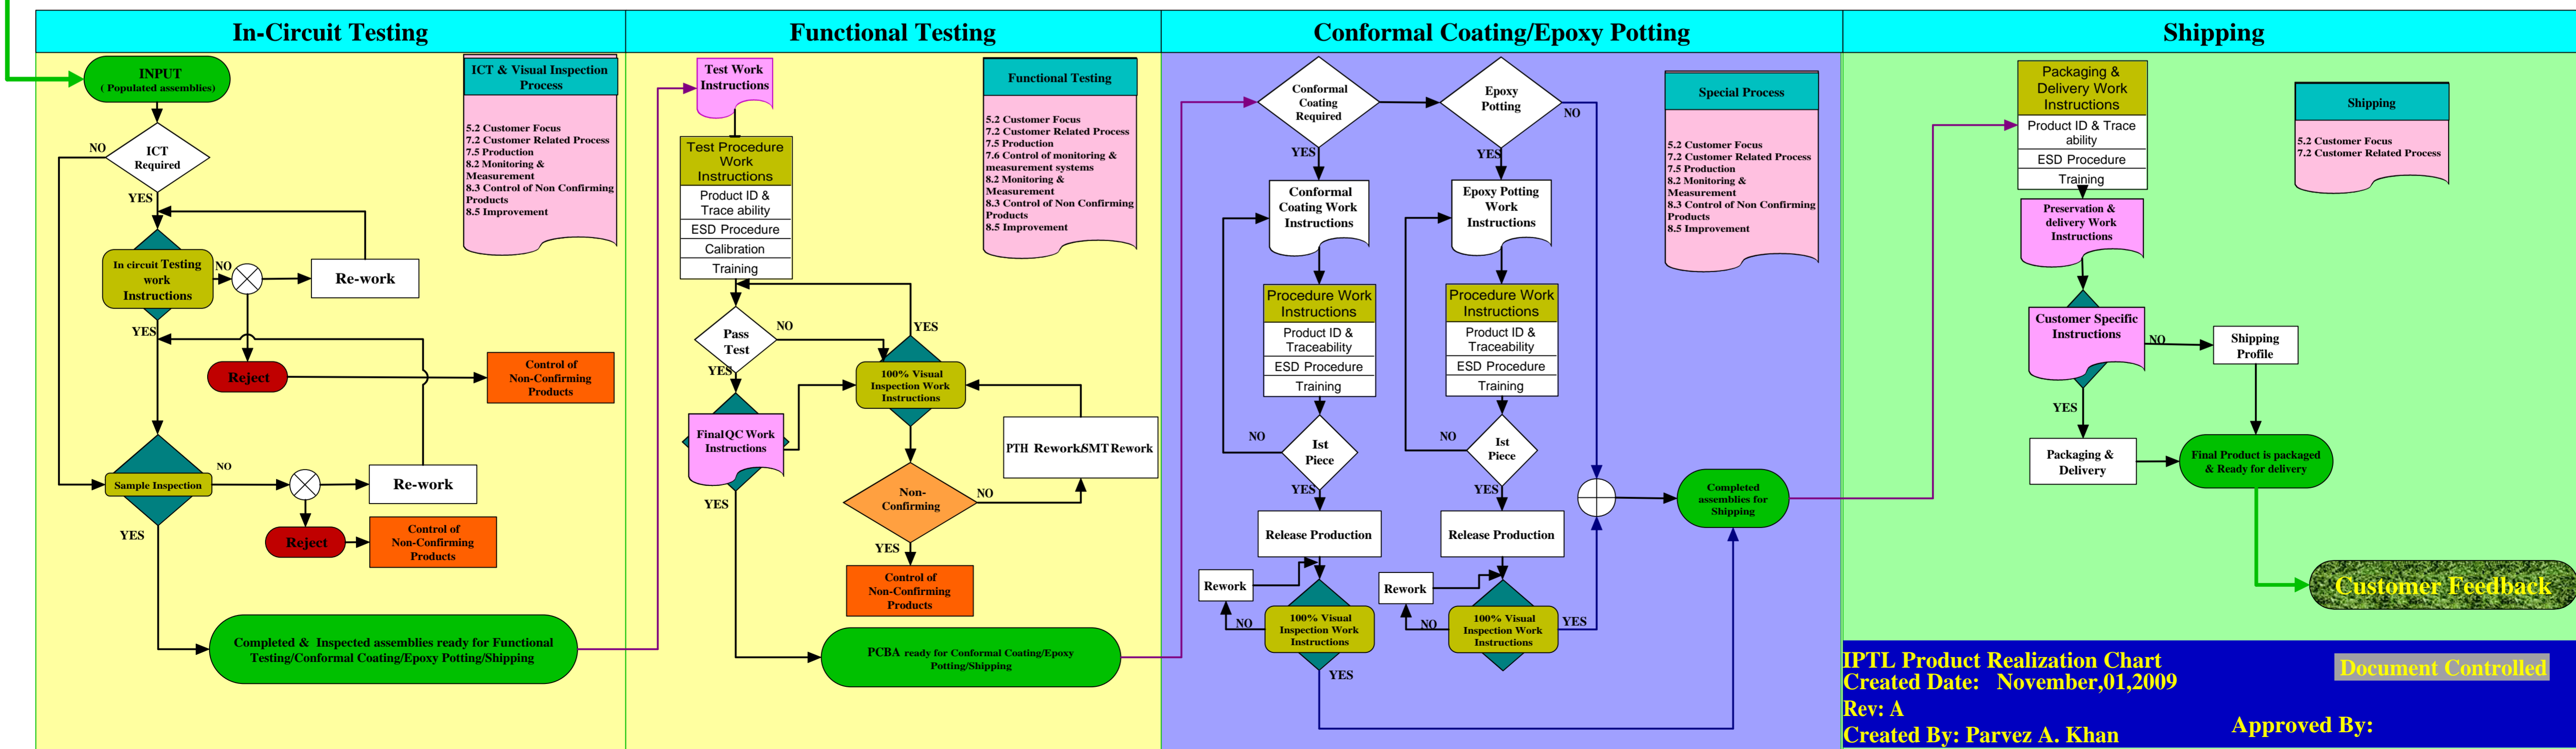 In-Circuit Testing
Functional Testing
Conformal Coating/Epoxy Potting
Shipping
INPUT
( Populated assemblies)
ICT
Required
NO
YES
In circuit Testing
work
Instructions
NO
Re-work
YES
Reject
Control of
Non-Confirming
Products
Sample Inspection
NO
Re-work
YES
Reject
Control of
Non-Confirming
Products
Completed & Inspected assemblies ready for Functional
Testing/Conformal Coating/Epoxy Potting/Shipping
ICT & Visual Inspection
Process
5.2 Customer Focus
7.2 Customer Related Process
7.5 Production
8.2 Monitoring &
Measurement
8.3 Control of Non Confirming
Products
8.5 Improvement
Test Work
Instructions
Test Procedure
Work
Instructions
Product ID &
Trace ability
ESD Procedure
Calibration
Training
Pass
Test
NO
YES
YES
100% Visual
Inspection Work
Instructions
Final QC Work
Instructions
PTH Rework/SMT Rework
YES
Non-
Confirming
NO
YES
Control of
Non-Confirming
Products
PCBA ready for Conformal Coating/Epoxy
Potting/Shipping
Functional Testing
5.2 Customer Focus
7.2 Customer Related Process
7.5 Production
7.6 Control of monitoring &
measurement systems
8.2 Monitoring &
Measurement
8.3 Control of Non Confirming
Products
8.5 Improvement
Conformal
Coating
Required
YES
Conformal
Coating Work
Instructions
Procedure Work
Instructions
Product ID &
Traceability
ESD Procedure
Training
NO
Ist
Piece
YES
Release Production
Rework
NO
100% Visual
Inspection Work
Instructions
YES
Epoxy
Potting
NO
YES
Epoxy Potting
Work
Instructions
Procedure Work
Instructions
Product ID &
Traceability
ESD Procedure
Training
NO
Ist
Piece
YES
Release Production
Rework
NO
100% Visual
Inspection Work
Instructions
YES
Special Process
5.2 Customer Focus
7.2 Customer Related Process
7.5 Production
8.2 Monitoring &
Measurement
8.3 Control of Non Confirming
Products
8.5 Improvement
Completed
assemblies for
Shipping
Packaging &
Delivery Work
Instructions
Product ID & Trace
ability
ESD Procedure
Training
Preservation &
delivery Work
Instructions
Customer Specific
Instructions
NO
Shipping
Profile
YES
Packaging &
Delivery
Final Product is packaged
& Ready for delivery
Shipping
5.2 Customer Focus
7.2 Customer Related Process
Customer Feedback
IPTL Product Realization Chart
Document Controlled
Created Date: November,01,2009
Rev: A
Approved By:
Created By: Parvez A. Khan